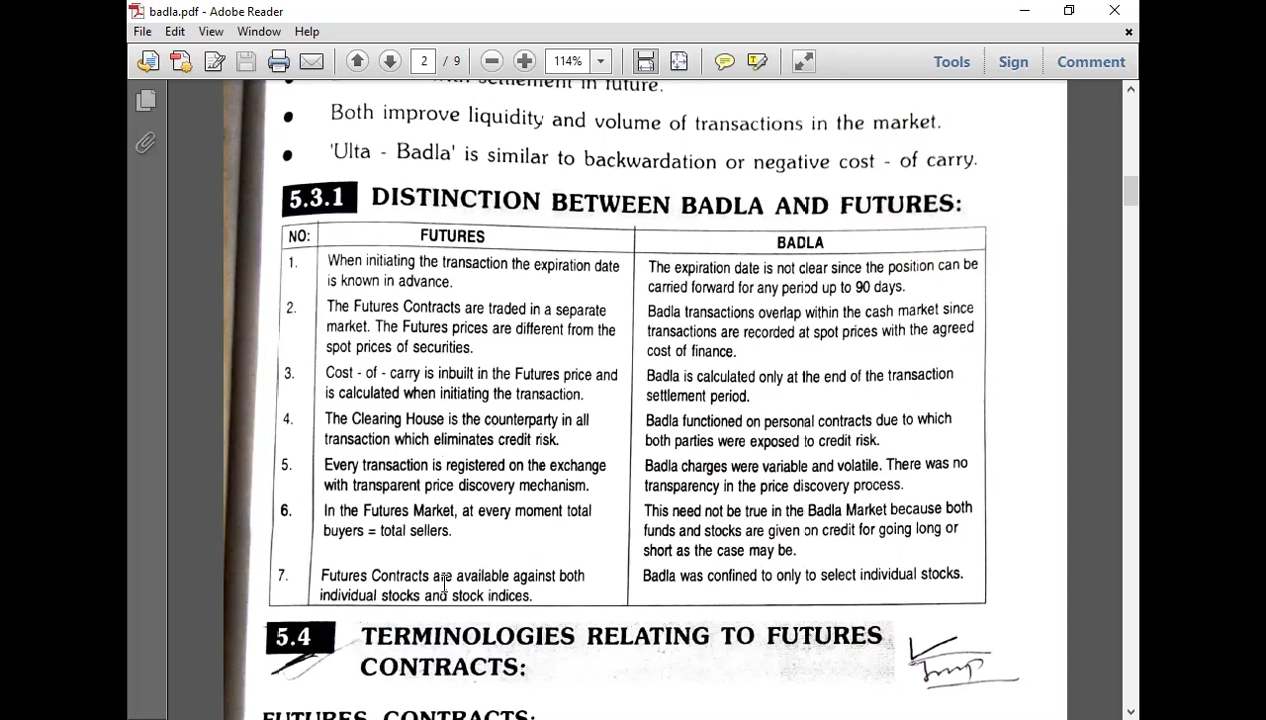 badla.pdf - Adobe Reader
File Edit View Window Help
2 / 9 114% Tools Sign Comment
settlement in future.
• Both improve liquidity and volume of transactions in the market.
• 'Ulta - Badla' is similar to backwardation or negative cost - of carry.
5.3.1 DISTINCTION BETWEEN BADLA AND FUTURES:
NO: FUTURES BADLA
1. When initiating the transaction the expiration date
is known in advance.
The expiration date is not clear since the position can be
carried forward for any period up to 90 days.
2. The Futures Contracts are traded in a separate
market. The Futures prices are different from the
spot prices of securities.
Badla transactions overlap within the cash market since
transactions are recorded at spot prices with the agreed
cost of finance.
3. Cost - of - carry is inbuilt in the Futures price and
is calculated when initiating the transaction.
Badla is calculated only at the end of the transaction
settlement period.
4. The Clearing House is the counterparty in all
transaction which eliminates credit risk.
Badla functioned on personal contracts due to which
both parties were exposed to credit risk.
5. Every transaction is registered on the exchange
with transparent price discovery mechanism.
Badla charges were variable and volatile. There was no
transparency in the price discovery process.
6. In the Futures Market, at every moment total
buyers = total sellers.
This need not be true in the Badla Market because both
funds and stocks are given on credit for going long or
short as the case may be.
7. Futures Contracts are available against both
individual stocks and stock indices.
Badla was confined to only to select individual stocks.
5.4 TERMINOLOGIES RELATING TO FUTURES
CONTRACTS:
Imp
FUTURES CONTRACTS: